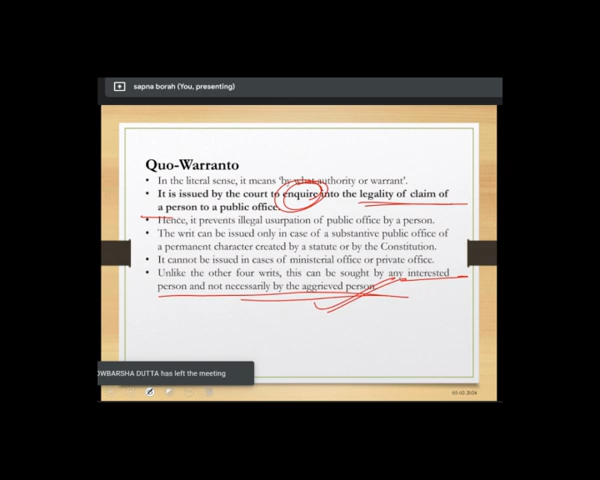 sapna borah (You, presenting)
Quo-Warranto
• In the literal sense, it means 'by what authority or warrant'.
• It is issued by the court to enquire into the legality of claim of
a person to a public office.
• Hence, it prevents illegal usurpation of public office by a person.
• The writ can be issued only in case of a substantive public office of
a permanent character created by a statute or by the Constitution.
• It cannot be issued in cases of ministerial office or private office.
• Unlike the other four writs, this can be sought by any interested
person and not necessarily by the aggrieved person.
OWBARSHA DUTTA has left the meeting